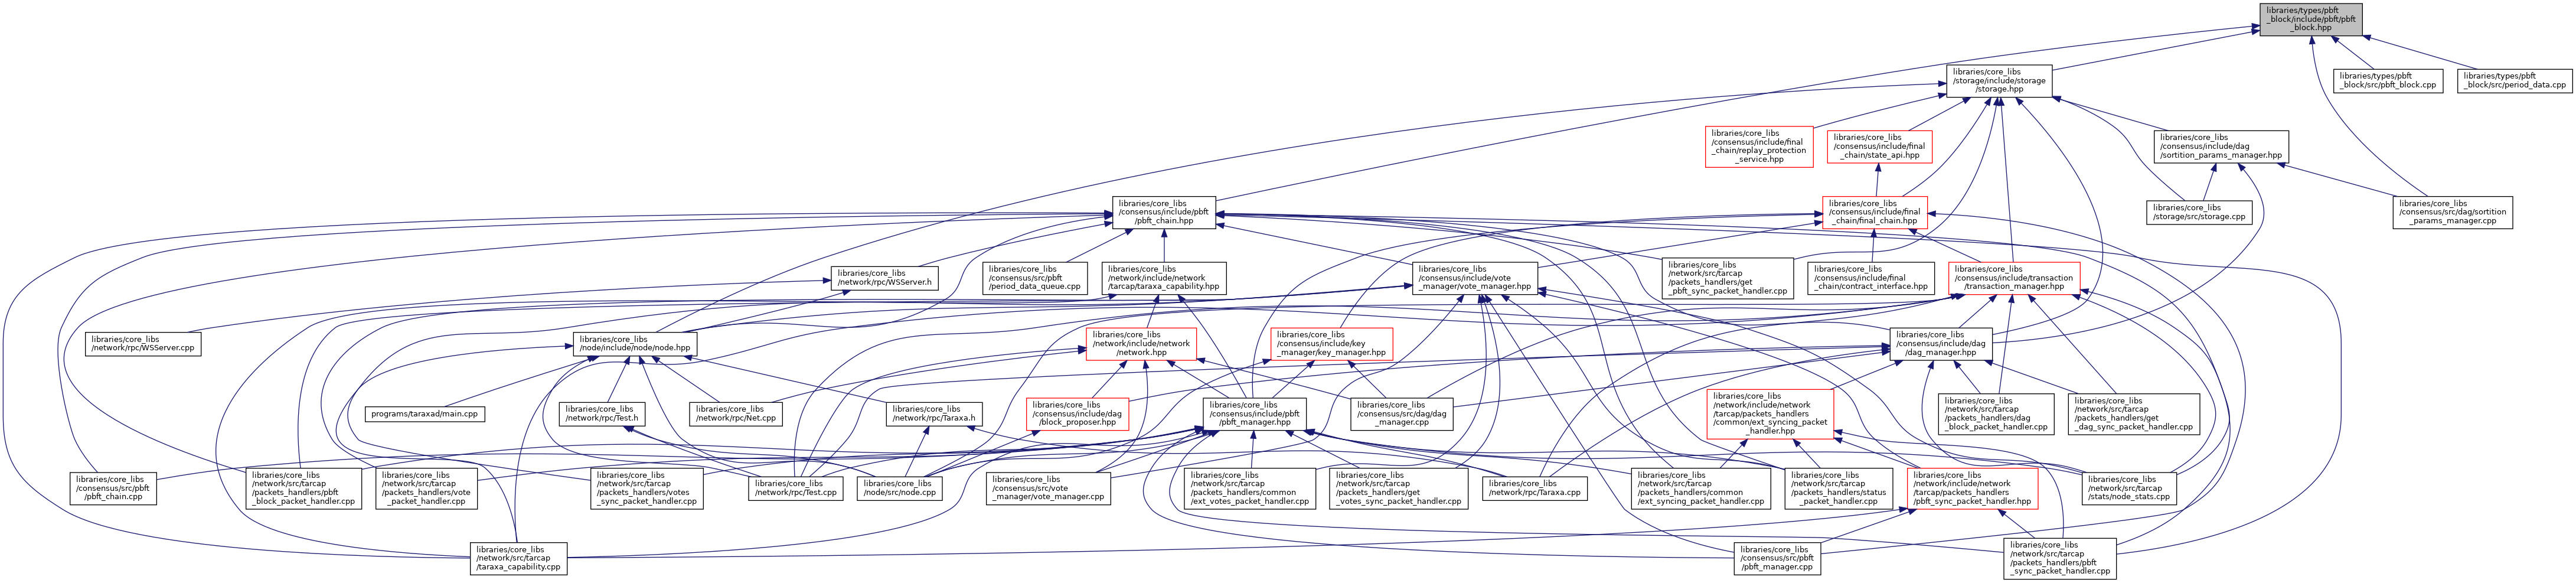 libraries/types/pbft
_block/include/pbft/pbft
_block.hpp
libraries/core_libs
/storage/include/storage
/storage.hpp
libraries/types/pbft
_block/src/pbft_block.cpp
libraries/types/pbft
_block/src/period_data.cpp
libraries/core_libs
/consensus/include/final
_chain/replay_protection
_service.hpp
libraries/core_libs
/consensus/include/final
_chain/state_api.hpp
libraries/core_libs
/consensus/include/dag
/sortition_params_manager.hpp
libraries/core_libs
/consensus/include/pbft
/pbft_chain.hpp
libraries/core_libs
/consensus/include/final
_chain/final_chain.hpp
libraries/core_libs
/storage/src/storage.cpp
libraries/core_libs
/consensus/src/dag/sortition
_params_manager.cpp
libraries/core_libs
/network/rpc/WSServer.h
libraries/core_libs
/consensus/src/pbft
/period_data_queue.cpp
libraries/core_libs
/network/include/network
/tarcap/taraxa_capability.hpp
libraries/core_libs
/consensus/include/vote
_manager/vote_manager.hpp
libraries/core_libs
/network/src/tarcap
/packets_handlers/get
_pbft_sync_packet_handler.cpp
libraries/core_libs
/consensus/include/final
_chain/contract_interface.hpp
libraries/core_libs
/consensus/include/transaction
/transaction_manager.hpp
libraries/core_libs
/network/rpc/WSServer.cpp
libraries/core_libs
/node/include/node/node.hpp
libraries/core_libs
/network/include/network
/network.hpp
libraries/core_libs
/consensus/include/key
_manager/key_manager.hpp
libraries/core_libs
/consensus/include/dag
/dag_manager.hpp
programs/taraxad/main.cpp
libraries/core_libs
/network/rpc/Test.h
libraries/core_libs
/network/rpc/Net.cpp
libraries/core_libs
/network/rpc/Taraxa.h
libraries/core_libs
/consensus/include/dag
/block_proposer.hpp
libraries/core_libs
/consensus/include/pbft
/pbft_manager.hpp
libraries/core_libs
/consensus/src/dag/dag
_manager.cpp
libraries/core_libs
/network/include/network
/tarcap/packets_handlers
/common/ext_syncing_packet
_handler.hpp
libraries/core_libs
/network/src/tarcap
/packets_handlers/dag
_block_packet_handler.cpp
libraries/core_libs
/network/src/tarcap
/packets_handlers/get
_dag_sync_packet_handler.cpp
libraries/core_libs
/consensus/src/pbft
/pbft_chain.cpp
libraries/core_libs
/network/src/tarcap
/packets_handlers/pbft
_block_packet_handler.cpp
libraries/core_libs
/network/src/tarcap
/packets_handlers/vote
_packet_handler.cpp
libraries/core_libs
/network/src/tarcap
/packets_handlers/votes
_sync_packet_handler.cpp
libraries/core_libs
/network/rpc/Test.cpp
libraries/core_libs
/node/src/node.cpp
libraries/core_libs
/consensus/src/vote
_manager/vote_manager.cpp
libraries/core_libs
/network/src/tarcap
/packets_handlers/common
/ext_votes_packet_handler.cpp
libraries/core_libs
/network/src/tarcap
/packets_handlers/get
_votes_sync_packet_handler.cpp
libraries/core_libs
/network/rpc/Taraxa.cpp
libraries/core_libs
/network/src/tarcap
/packets_handlers/common
/ext_syncing_packet_handler.cpp
libraries/core_libs
/network/src/tarcap
/packets_handlers/status
_packet_handler.cpp
libraries/core_libs
/network/include/network
/tarcap/packets_handlers
/pbft_sync_packet_handler.hpp
libraries/core_libs
/network/src/tarcap
/stats/node_stats.cpp
libraries/core_libs
/network/src/tarcap
/taraxa_capability.cpp
libraries/core_libs
/consensus/src/pbft
/pbft_manager.cpp
libraries/core_libs
/network/src/tarcap
/packets_handlers/pbft
_sync_packet_handler.cpp